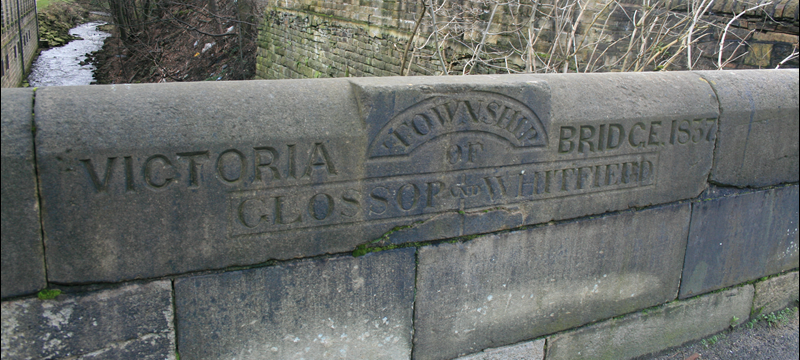 VICTORIA BRIDGE. 1837.
TOWNSHIP
OF
GLOSSOP & WHITFIELD